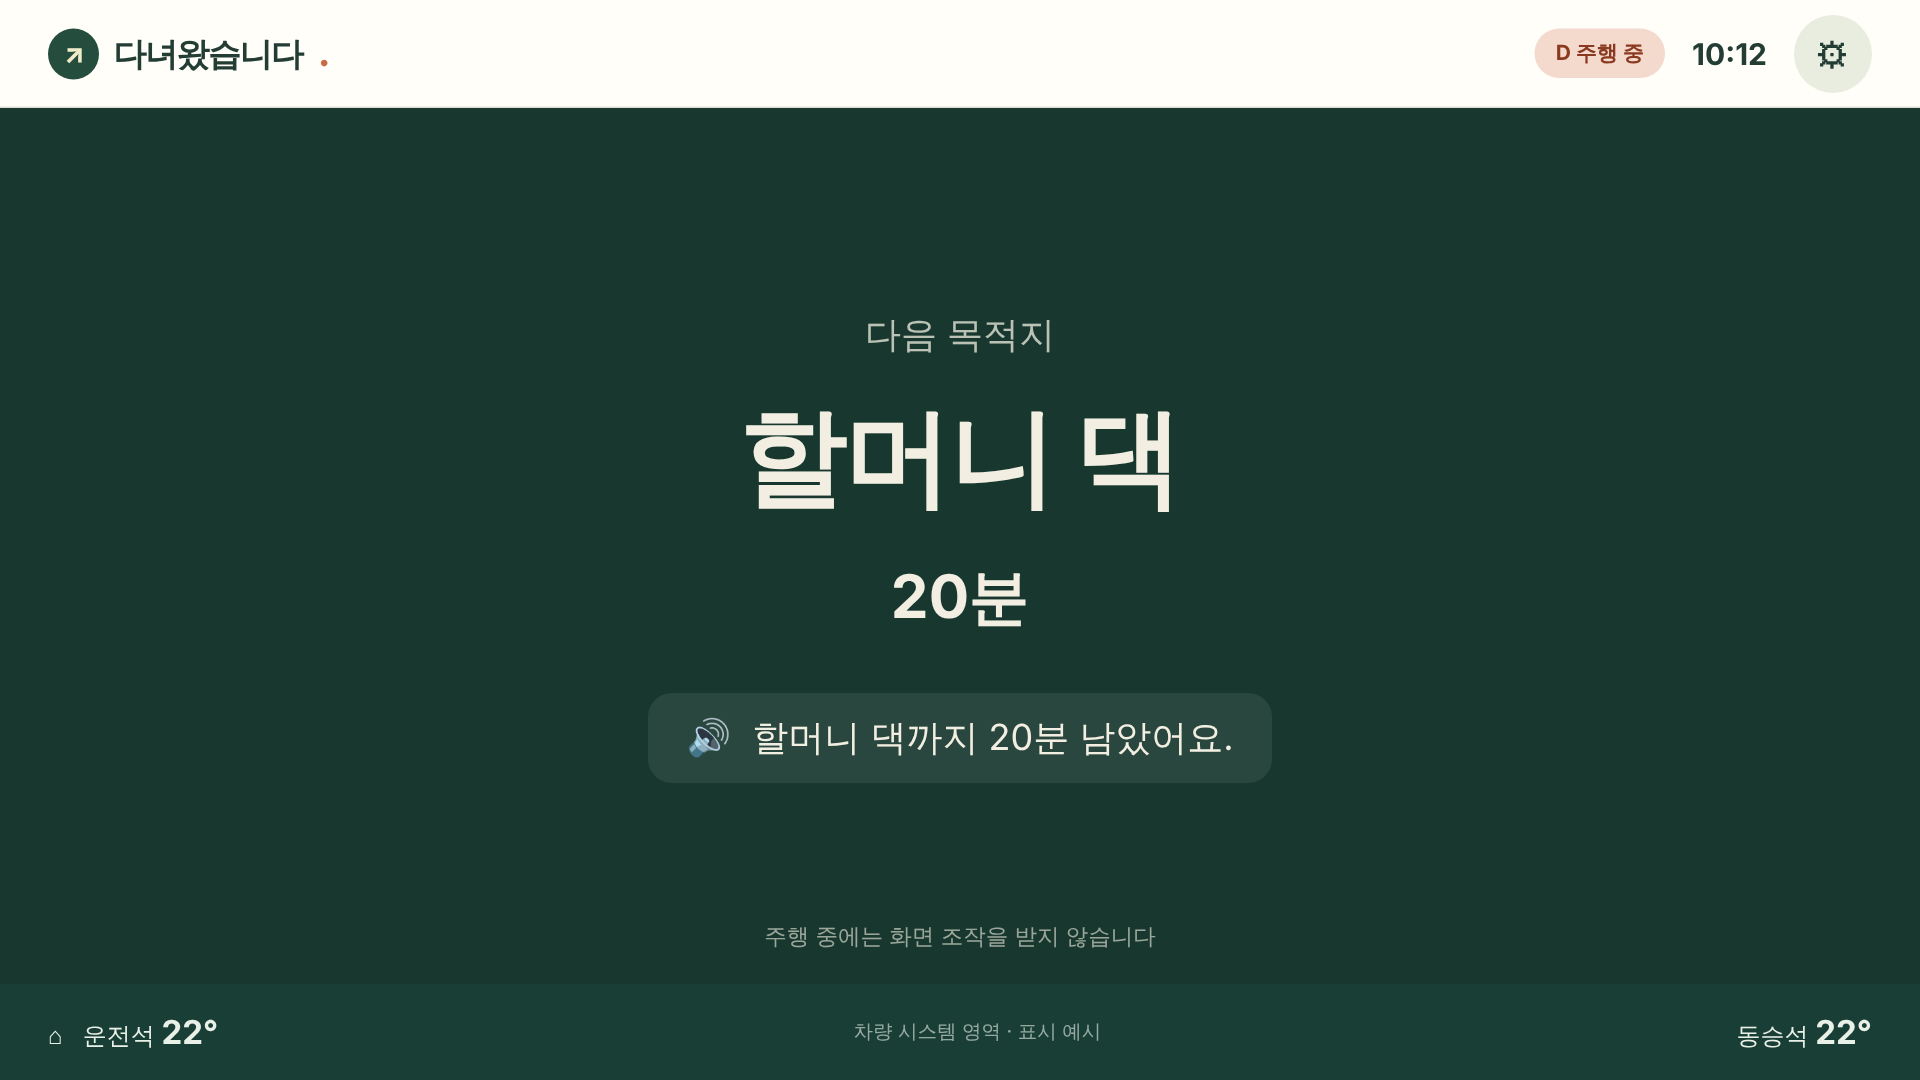 다녀왔습니다.
D 주행 중
10:12
다음 목적지
할머니 댁
20분
할머니 댁까지 20분 남았어요.
주행 중에는 화면 조작을 받지 않습니다
운전석 22°
차량 시스템 영역 · 표시 예시
동승석 22°